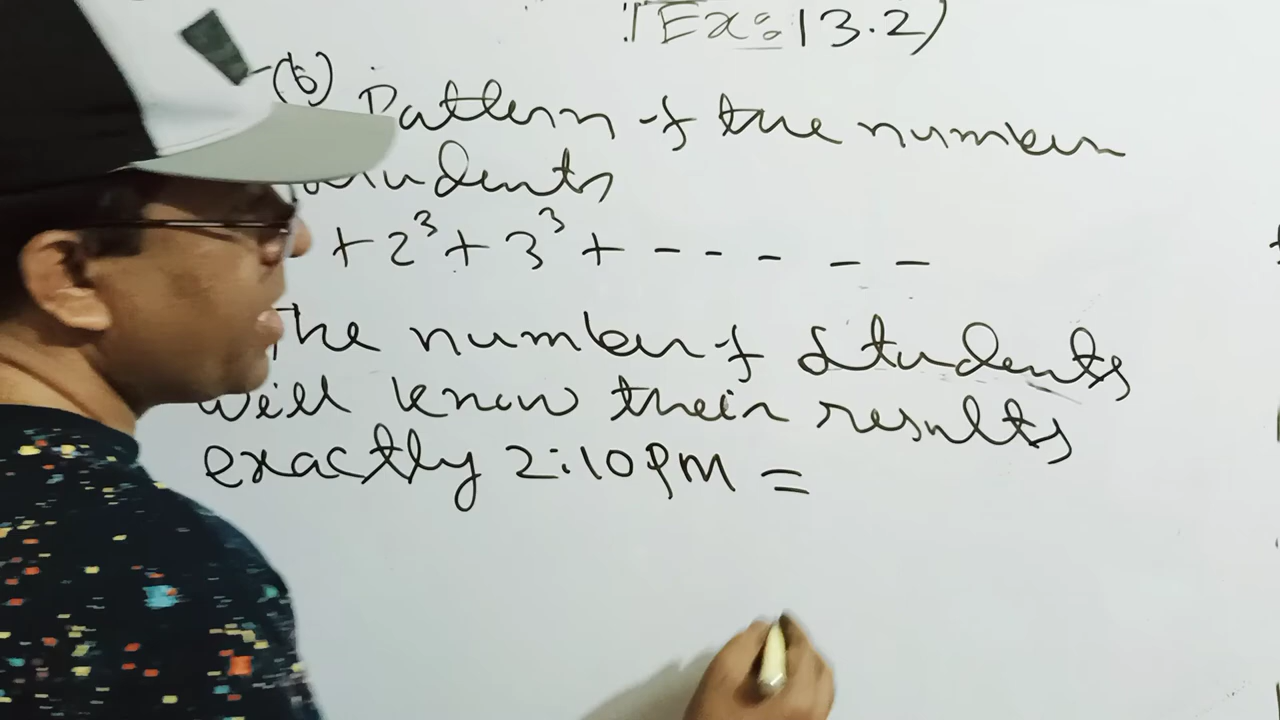 (Ex: 13.2)
(b) Pattern of the number
students
+ 2³ + 3³ + - - - - -
The number of students
will know their results
exactly 2:10 pm =